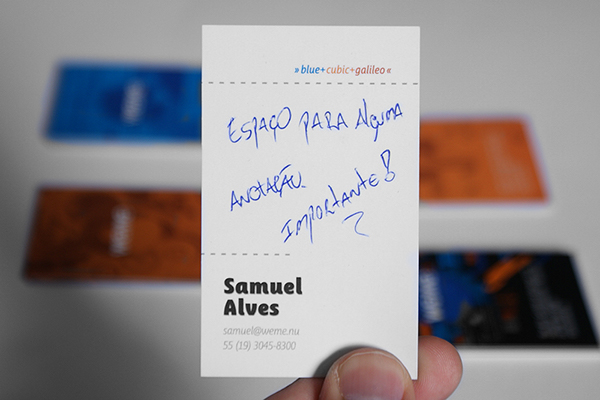 »blue+cubic+galileo«
ESPAÇO PARA ALGUMA
ANOTAÇÃO
IMPORTANTE!
Samuel
Alves
samuel@weme.nu
55 (19) 3045-8300